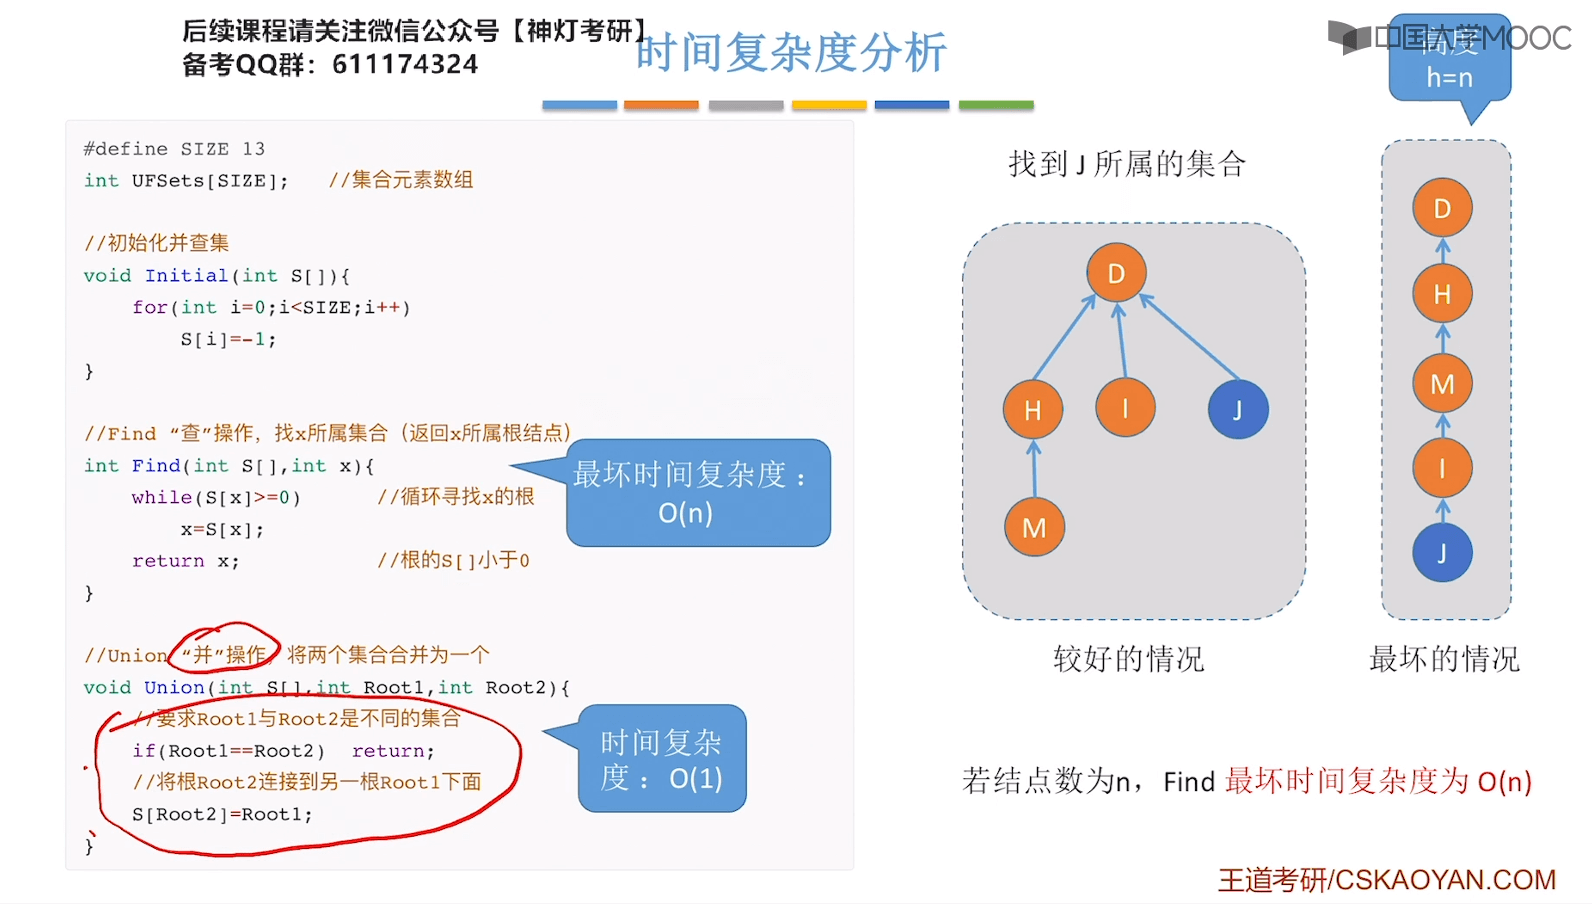 后续课程请关注微信公众号【神灯考研】
备考QQ群：611174324
时间复杂度分析
中国大学MOOC
高度
h=n
#define SIZE 13
int UFSets[SIZE];   //集合元素数组
//初始化并查集
void Initial(int S[]){
    for(int i=0;i<SIZE;i++)
        S[i]=-1;
}
//Find “查”操作，找x所属集合（返回x所属根结点）
int Find(int S[],int x){
    while(S[x]>=0)      //循环寻找x的根
        x=S[x];
    return x;           //根的S[]小于0
}
最坏时间复杂度：
O(n)
//Union “并”操作，将两个集合合并为一个
void Union(int S[],int Root1,int Root2){
    //要求Root1与Root2是不同的集合
    if(Root1==Root2)  return;
    //将根Root2连接到另一根Root1下面
    S[Root2]=Root1;
}
时间复杂
度：O(1)
找到 J 所属的集合
D
H
I
J
M
较好的情况
D
H
M
I
J
最坏的情况
若结点数为n，Find 最坏时间复杂度为 O(n)
王道考研/CSKAOYAN.COM